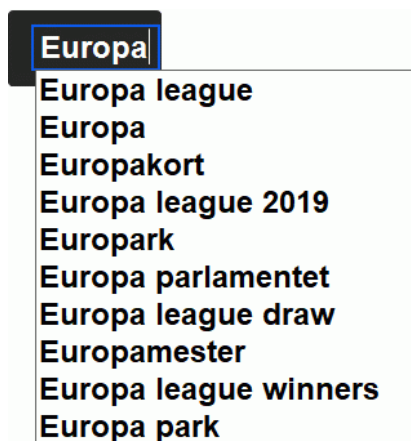 Europa
Europa league
Europa
Europakort
Europa league 2019
Europark
Europa parlamentet
Europa league draw
Europamester
Europa league winners
Europa park